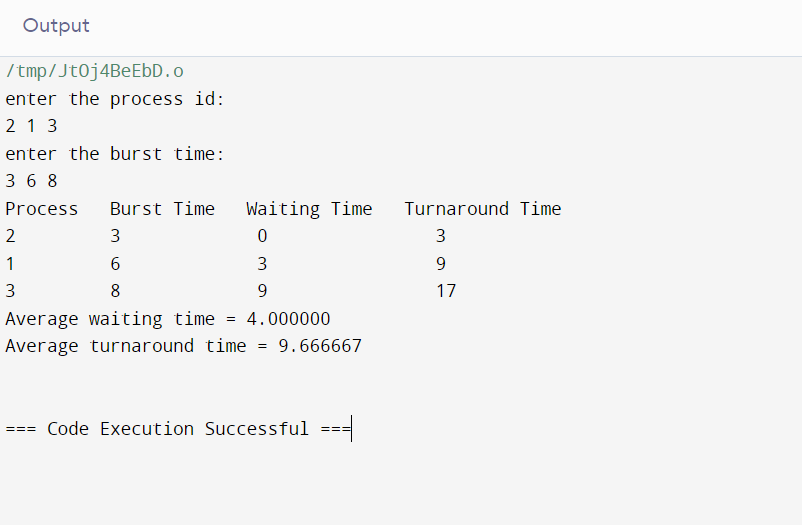 Output
/tmp/JtOj4BeEbD.o
enter the process id:
2 1 3
enter the burst time:
3 6 8
Process   Burst Time   Waiting Time   Turnaround Time
2         3             0                3
1         6             3                9
3         8             9                17
Average waiting time = 4.000000
Average turnaround time = 9.666667
=== Code Execution Successful ===